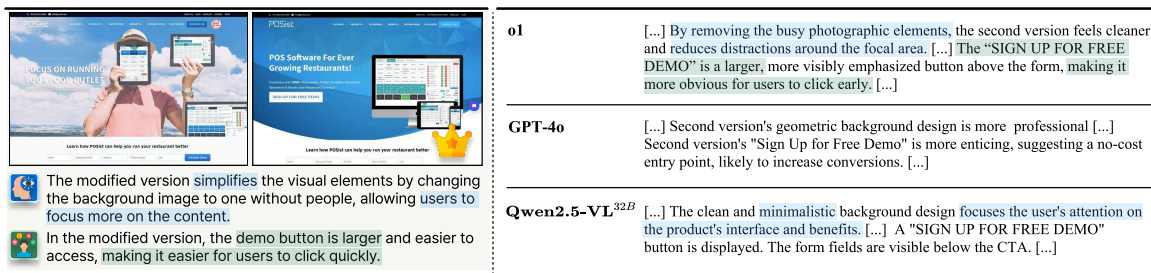 POSist
FOCUS ON RUNNING
YOUR FOOD OUTLET
Learn how POSist can help you run your restaurant better
POSist
POS Software For Ever
Growing Restaurants!
SIGN UP FOR FREE DEMO
Learn how POSist can help you run your restaurant better
The modified version simplifies the visual elements by changing
the background image to one without people, allowing users to
focus more on the content.
In the modified version, the demo button is larger and easier to
access, making it easier for users to click quickly.
o1
[...] By removing the busy photographic elements, the second version feels cleaner
and reduces distractions around the focal area. [...] The “SIGN UP FOR FREE
DEMO” is a larger, more visibly emphasized button above the form, making it
more obvious for users to click early. [...]
GPT-4o
[...] Second version's geometric background design is more professional [...]
Second version's "Sign Up for Free Demo" is more enticing, suggesting a no-cost
entry point, likely to increase conversions. [...]
Qwen2.5-VL32B
[...] The clean and minimalistic background design focuses the user's attention on
the product's interface and benefits. [...] A "SIGN UP FOR FREE DEMO"
button is displayed. The form fields are visible below the CTA. [...]